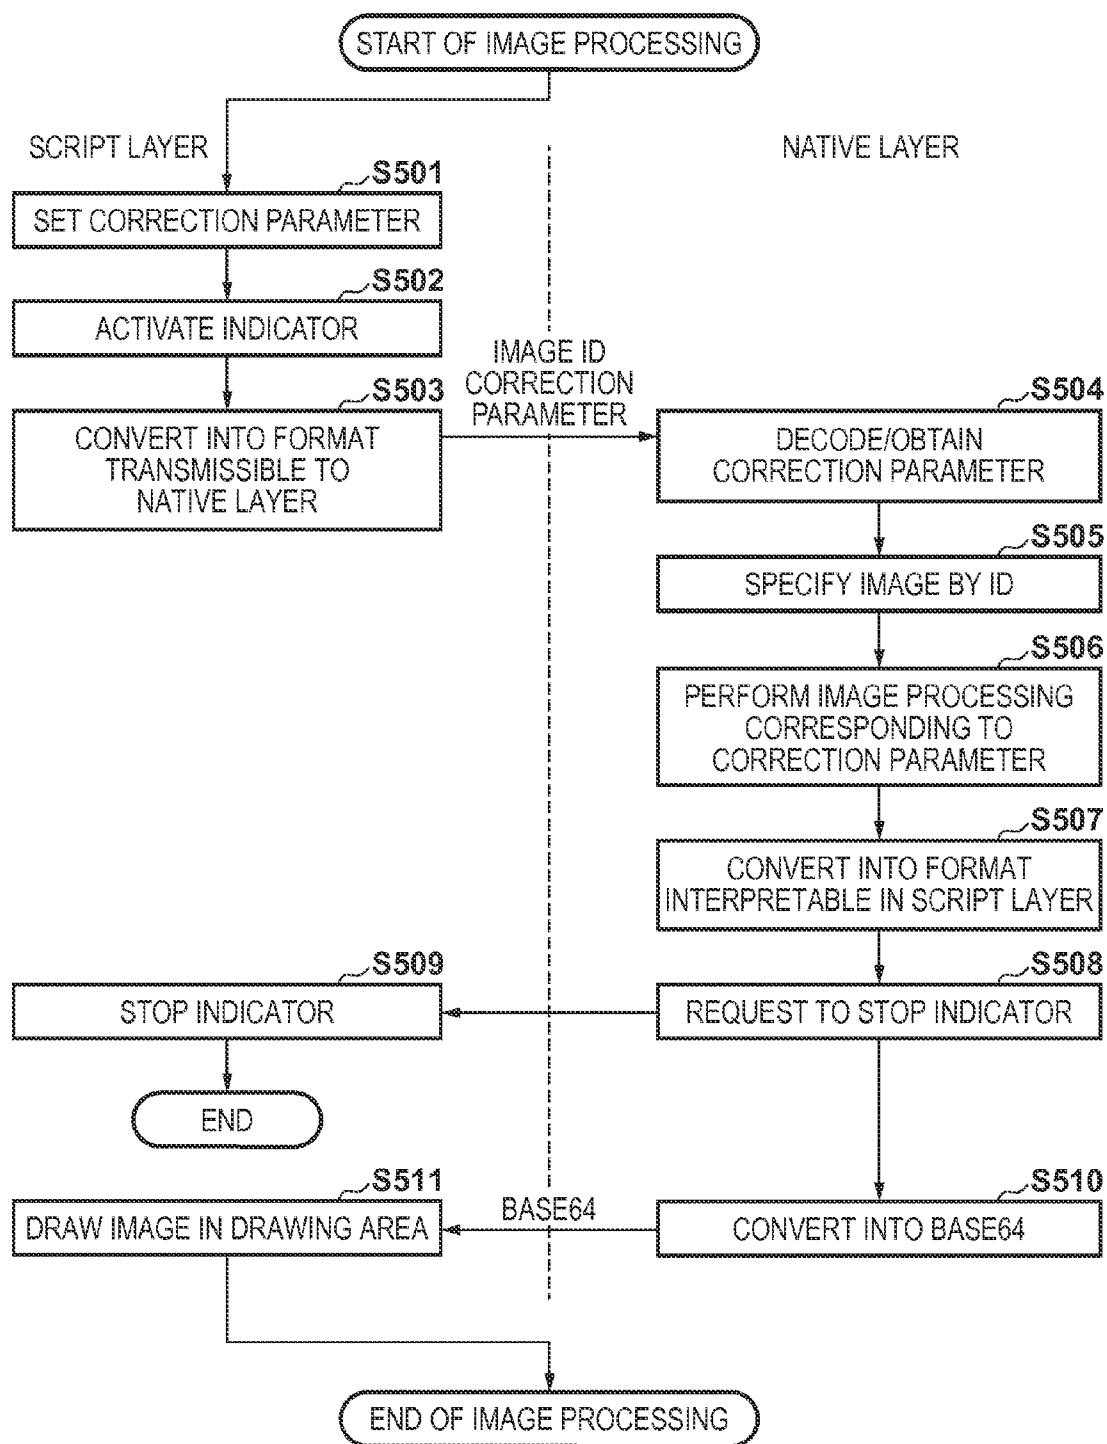 START OF IMAGE PROCESSING
SCRIPT LAYER
NATIVE LAYER
S501
SET CORRECTION PARAMETER
S502
ACTIVATE INDICATOR
S503
CONVERT INTO FORMAT
TRANSMISSIBLE TO
NATIVE LAYER
IMAGE ID
CORRECTION
PARAMETER
S504
DECODE/OBTAIN
CORRECTION PARAMETER
S505
SPECIFY IMAGE BY ID
S506
PERFORM IMAGE PROCESSING
CORRESPONDING TO
CORRECTION PARAMETER
S507
CONVERT INTO FORMAT
INTERPRETABLE IN SCRIPT LAYER
S508
REQUEST TO STOP INDICATOR
S509
STOP INDICATOR
END
S510
CONVERT INTO BASE64
BASE64
S511
DRAW IMAGE IN DRAWING AREA
END OF IMAGE PROCESSING